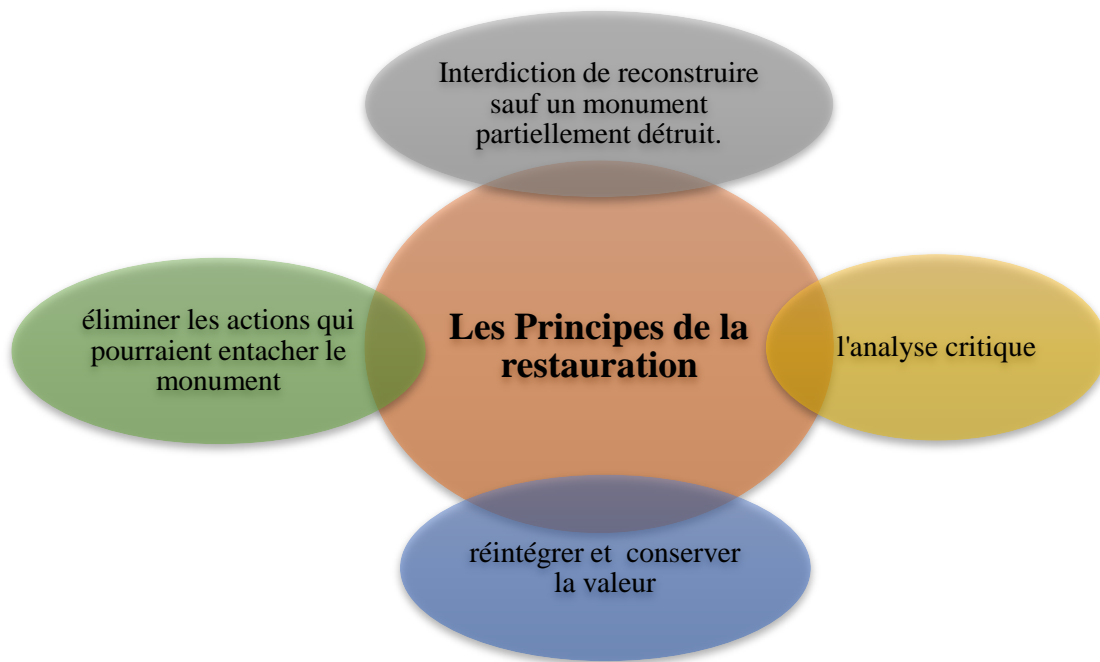 Interdiction de reconstruire
sauf un monument
partiellement détruit.
éliminer les actions qui
pourraient entacher le
monument
Les Principes de la
restauration
l'analyse critique
réintégrer et conserver
la valeur